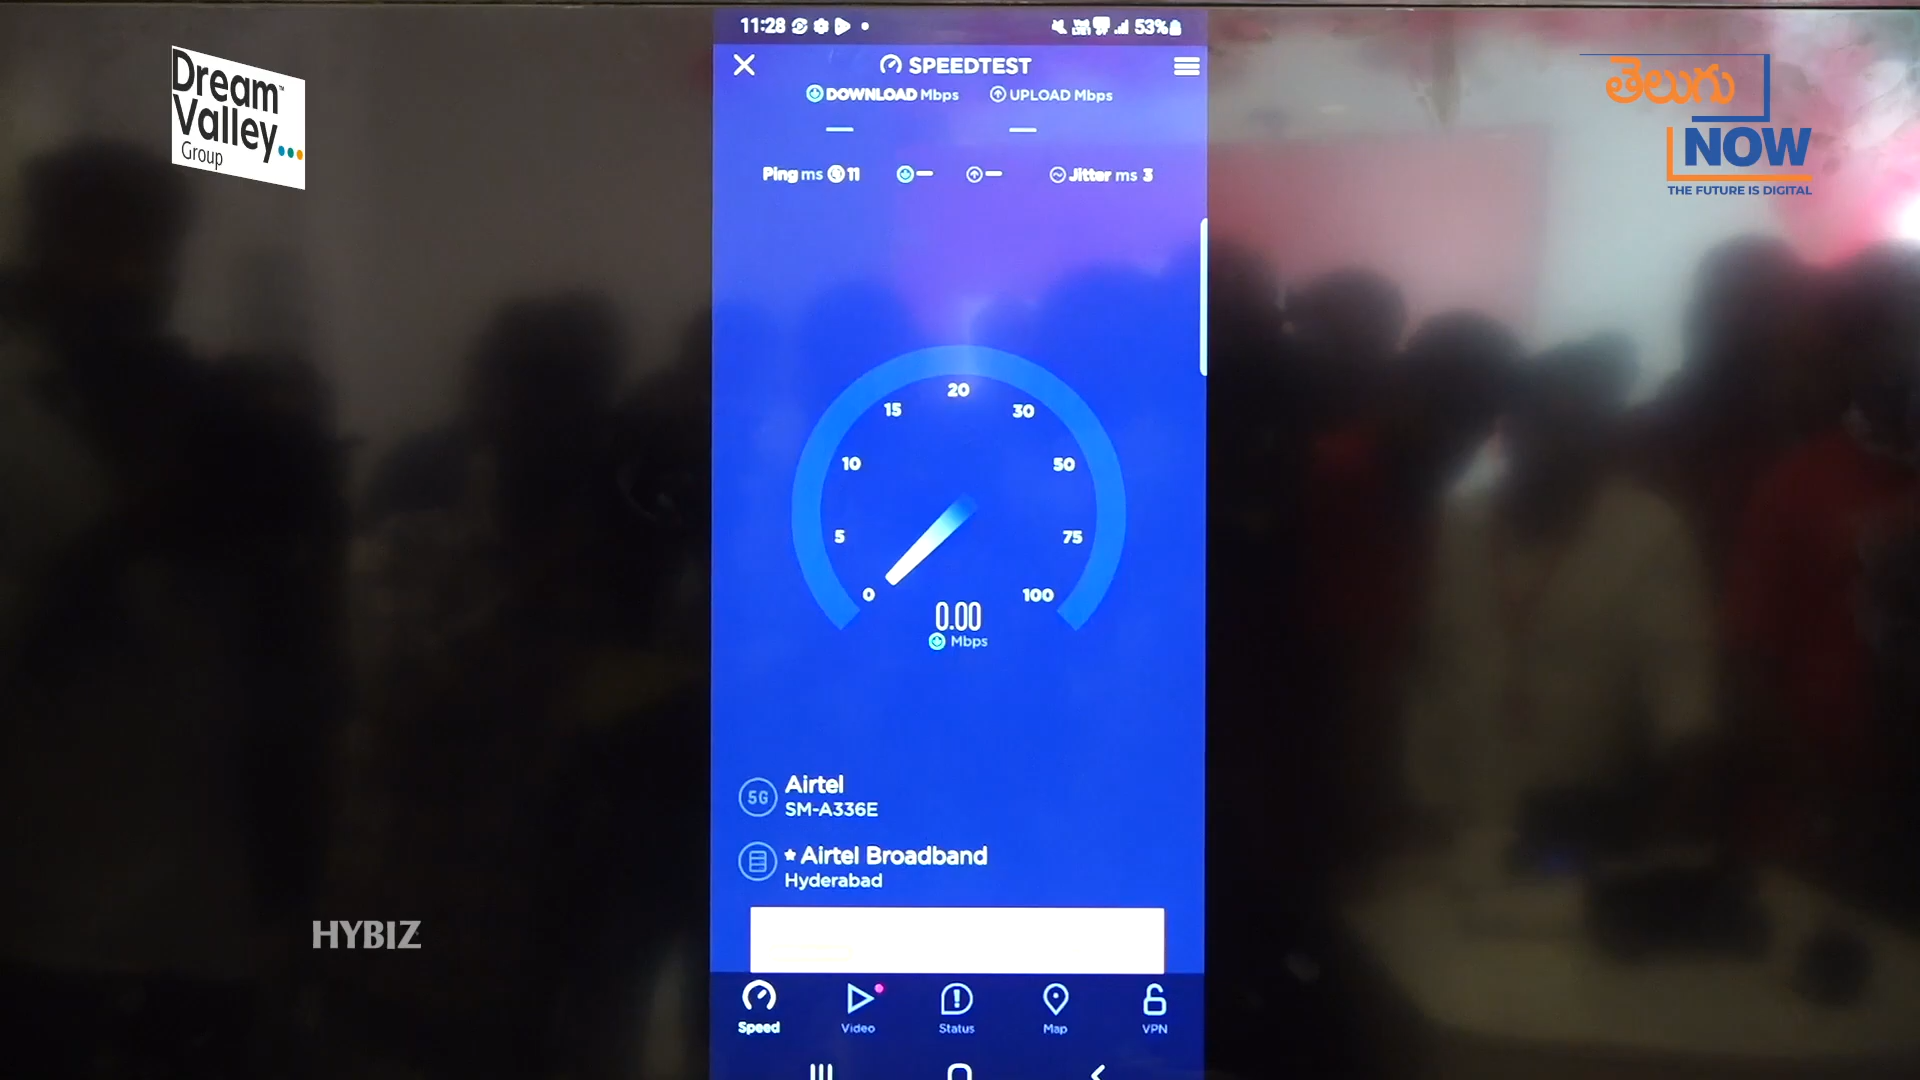 Dream
Valley...
Group
తెలుగు
NOW
THE FUTURE IS DIGITAL
11:28
53%
SPEEDTEST
DOWNLOAD Mbps
UPLOAD Mbps
Ping ms 11
Jitter ms 3
20
15
30
10
50
5
75
0
100
0.00
Mbps
5G
Airtel
SM-A336E
* Airtel Broadband
Hyderabad
HYBIZ
Speed
Video
Status
Map
VPN